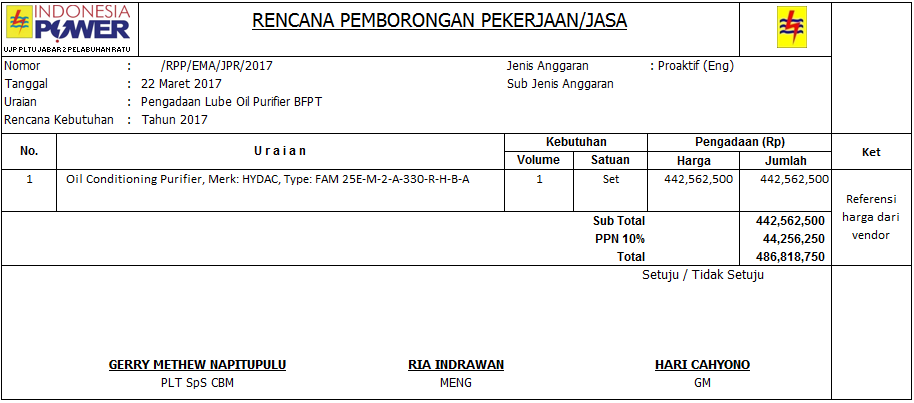 INDONESIA
POWER
UJP PLTU JABAR 2 PELABUHAN RATU
RENCANA PEMBORONGAN PEKERJAAN/JASA
Nomor : /RPP/EMA/JPR/2017 Jenis Anggaran : Proaktif (Eng)
Tanggal : 22 Maret 2017 Sub Jenis Anggaran
Uraian : Pengadaan Lube Oil Purifier BFPT
Rencana Kebutuhan : Tahun 2017
No. Uraian Kebutuhan Pengadaan (Rp) Ket
Volume Satuan Harga Jumlah
1 Oil Conditioning Purifier, Merk: HYDAC, Type: FAM 25E-M-2-A-330-R-H-B-A 1 Set 442,562,500 442,562,500
Referensi
harga dari
vendor
Sub Total 442,562,500
PPN 10% 44,256,250
Total 486,818,750
Setuju / Tidak Setuju
GERRY METHEW NAPITUPULU RIA INDRAWAN HARI CAHYONO
PLT SpS CBM MENG GM